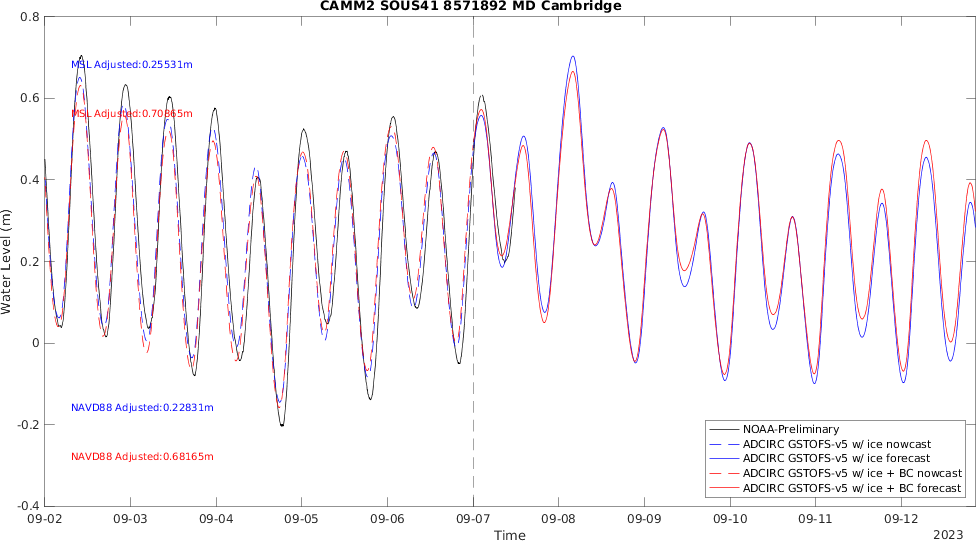 CAMM2 SOUS41 8571892 MD Cambridge
0.8
0.6
0.4
0.2
0
-0.2
-0.4
Water Level (m)
MSL Adjusted:0.25531m
MSL Adjusted:0.70865m
NAVD88 Adjusted:0.22831m
NAVD88 Adjusted:0.68165m
NOAA-Preliminary
ADCIRC GSTOFS-v5 w/ ice nowcast
ADCIRC GSTOFS-v5 w/ ice forecast
ADCIRC GSTOFS-v5 w/ ice + BC nowcast
ADCIRC GSTOFS-v5 w/ ice + BC forecast
09-02 09-03 09-04 09-05 09-06 09-07 09-08 09-09 09-10 09-11 09-12
Time
2023